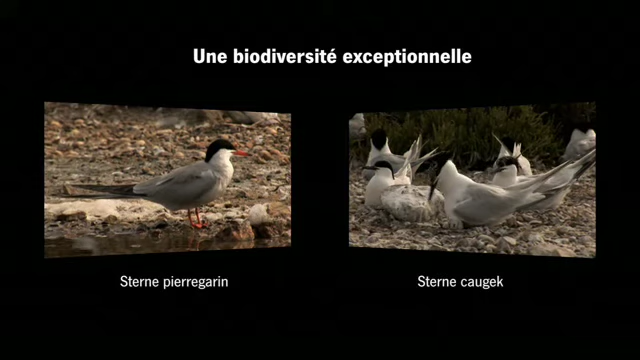 Une biodiversité exceptionnelle
Sterne pierregarin
Sterne caugek